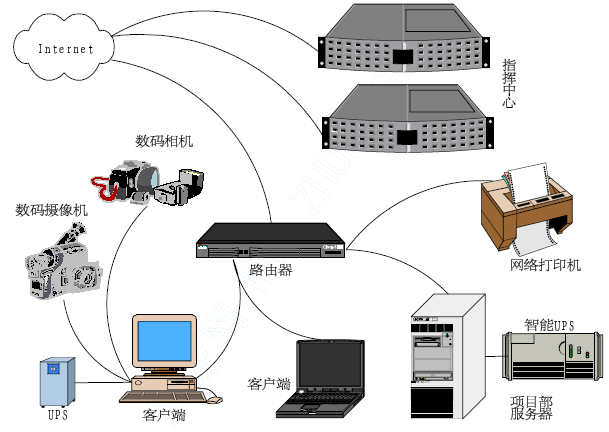 Internet
指挥中心
数码相机
数码摄像机
路由器
网络打印机
智能UPS
客户端
UPS
客户端
项目部
服务器